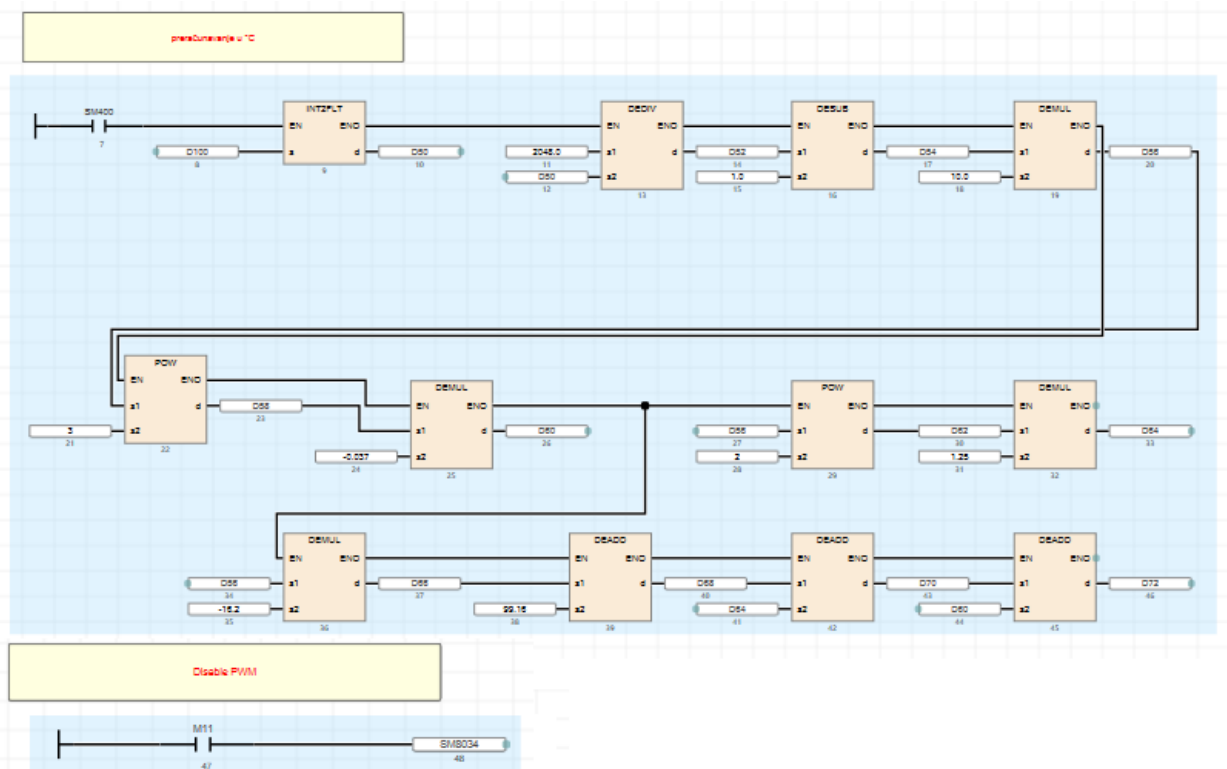 preračunavanje u °C
SM400
7
INT2FLT
EN ENO
D100 s d D50
8 9 10
DEDIV
EN ENO
2048.0 s1 d D52
11 14
D50 s2
12 13
DESUB
EN ENO
s1 d D54
17
1.0 s2
15 16
DEMUL
EN ENO
s1 d D56
20
10.0 s2
18 19
POW
EN ENO
s1 d D58
23
3 s2
21 22
DEMUL
EN ENO
s1 d D60
26
-0.037 s2
24 25
POW
EN ENO
D56 s1 d D62
27 30
2 s2
28 29
DEMUL
EN ENO
s1 d D64
33
1.25 s2
31 32
DEMUL
EN ENO
D56 s1 d D66
34 37
-16.2 s2
35 36
DEADD
EN ENO
s1 d D68
40
99.16 s2
38 39
DEADD
EN ENO
s1 d D70
43
D64 s2
41 42
DEADD
EN ENO
s1 d D72
46
D60 s2
44 45
Disable PWM
M11
47
SM8034
48